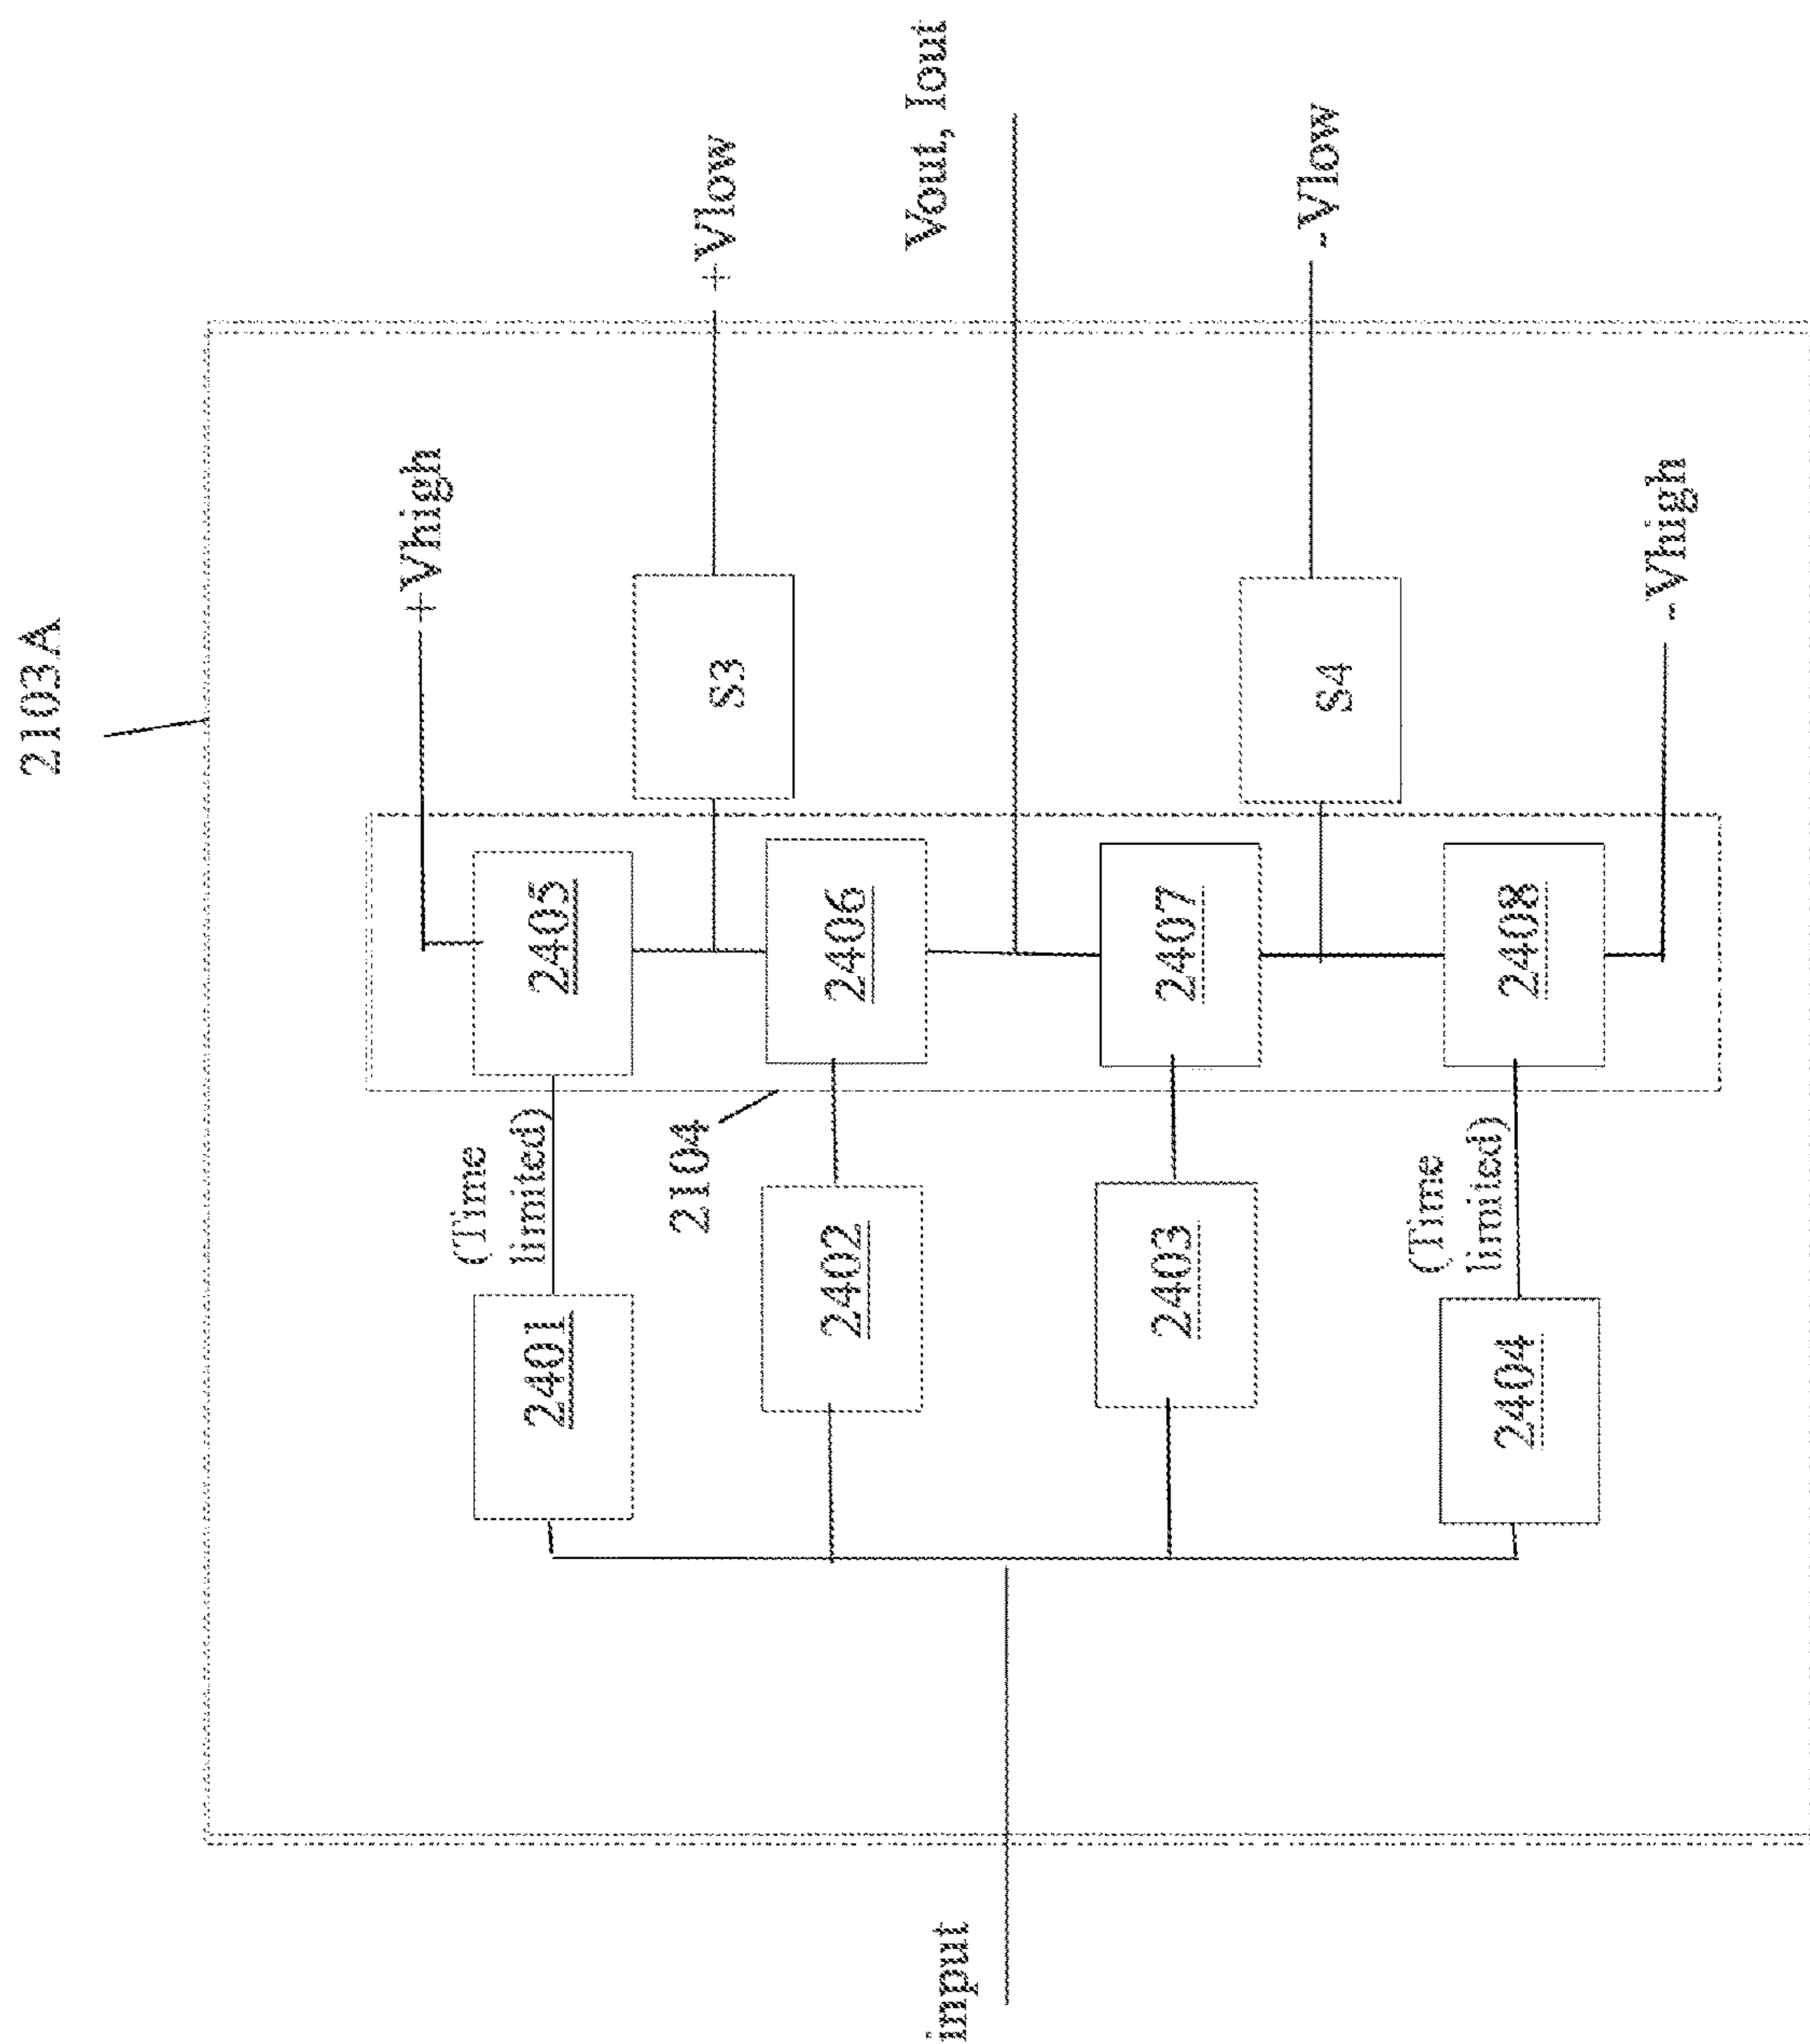 2103A
+Vhigh
+Vlow
S3
(Time
limited)
2401
2405
2104
2402
2406
Vout, Iout
input
2403
2407
S4
-Vlow
(Time
limited)
2404
2408
-Vhigh